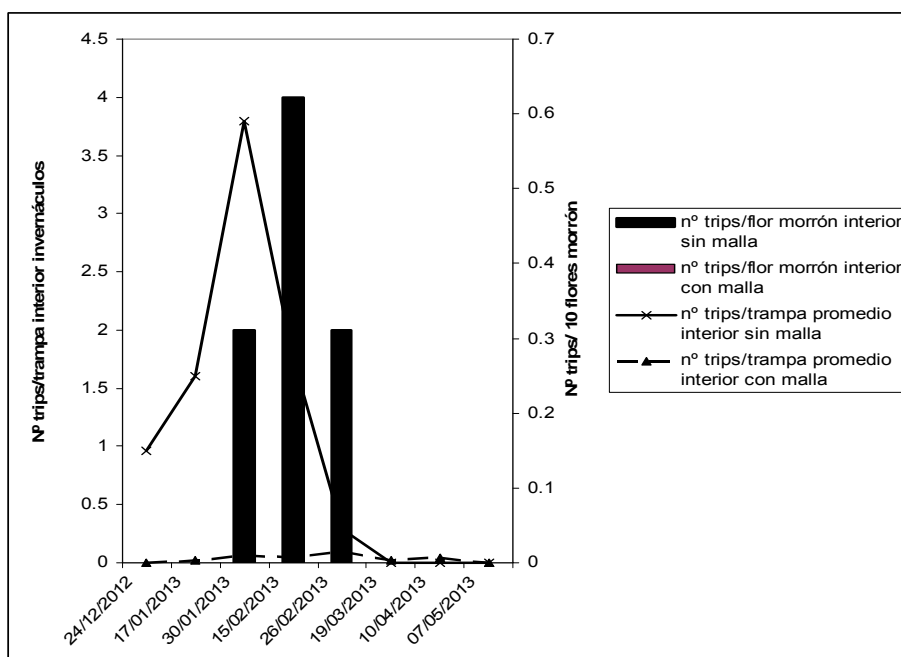 4.5
4
3.5
3
2.5
2
1.5
1
0.5
0
Nº trips/trampa interior invernáculos
0.7
0.6
0.5
0.4
0.3
0.2
0.1
0
Nº trips/ 10 flores morrón
24/12/2012
17/01/2013
30/01/2013
15/02/2013
26/02/2013
19/03/2013
10/04/2013
07/05/2013
nº trips/flor morrón interior
sin malla
nº trips/flor morrón interior
con malla
nº trips/trampa promedio
interior sin malla
nº trips/trampa promedio
interior con malla